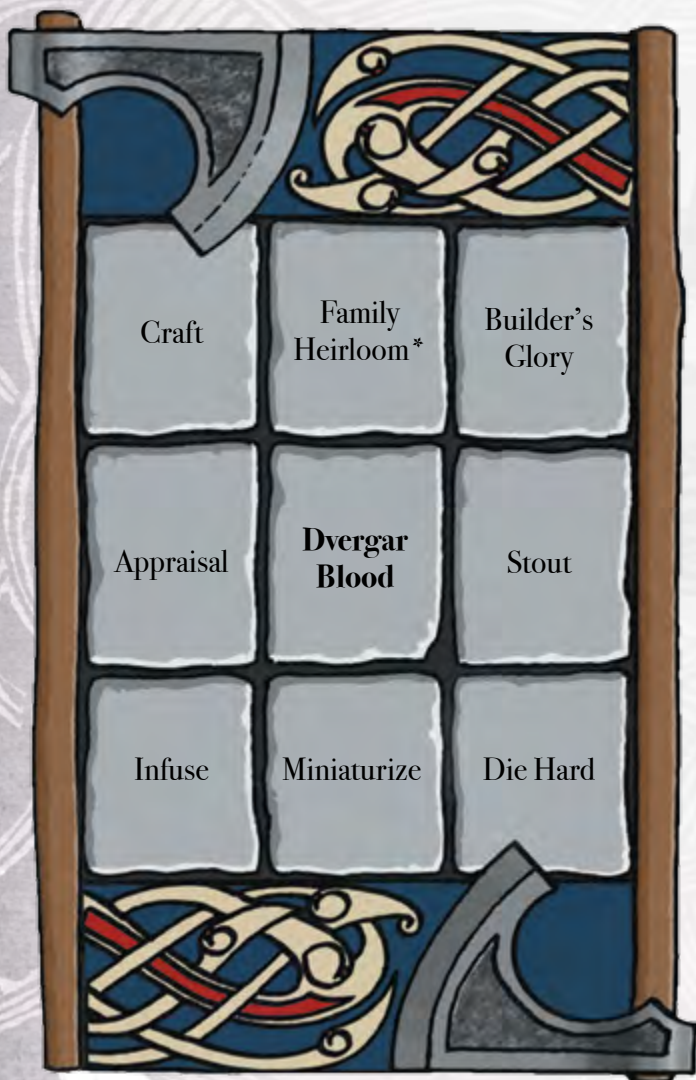 Craft
Family
Heirloom*
Builder’s
Glory
Appraisal
Dvergar
Blood
Stout
Infuse
Miniaturize
Die Hard